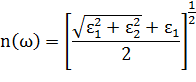 n(ω) = [ (√(ε₁² + ε₂²) + ε₁) / 2 ]^(1/2)